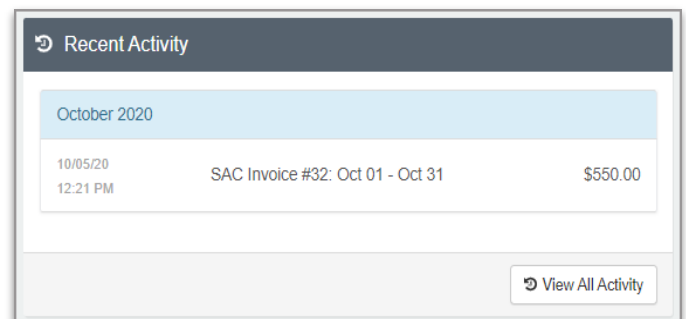 Recent Activity
October 2020
10/05/20
12:21 PM
SAC Invoice #32: Oct 01 - Oct 31
$550.00
View All Activity